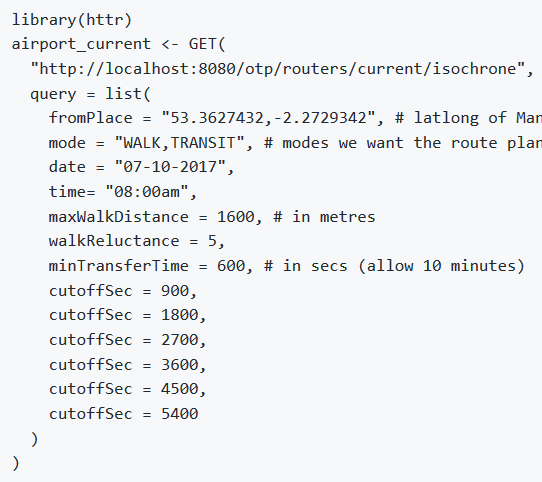 library(httr)
airport_current <- GET(
  "http://localhost:8080/otp/routers/current/isochrone",
  query = list(
    fromPlace = "53.3627432,-2.2729342", # latlong of Man
    mode = "WALK,TRANSIT", # modes we want the route plan
    date = "07-10-2017",
    time= "08:00am",
    maxWalkDistance = 1600, # in metres
    walkReluctance = 5,
    minTransferTime = 600, # in secs (allow 10 minutes)
    cutoffSec = 900,
    cutoffSec = 1800,
    cutoffSec = 2700,
    cutoffSec = 3600,
    cutoffSec = 4500,
    cutoffSec = 5400
  )
)